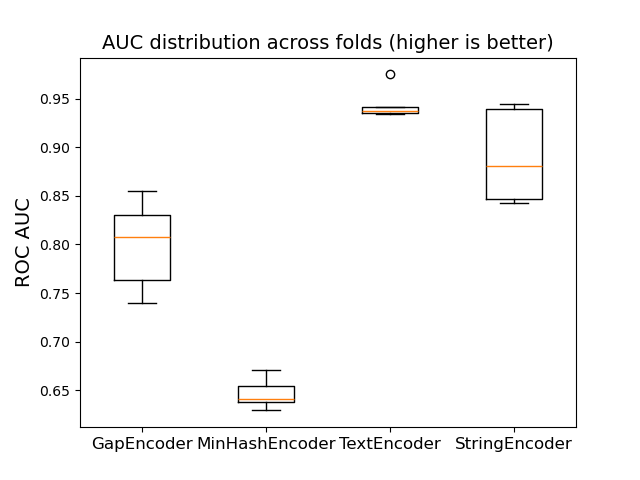 AUC distribution across folds (higher is better)
ROC AUC
0.95
0.90
0.85
0.80
0.75
0.70
0.65
GapEncoder MinHashEncoder TextEncoder StringEncoder